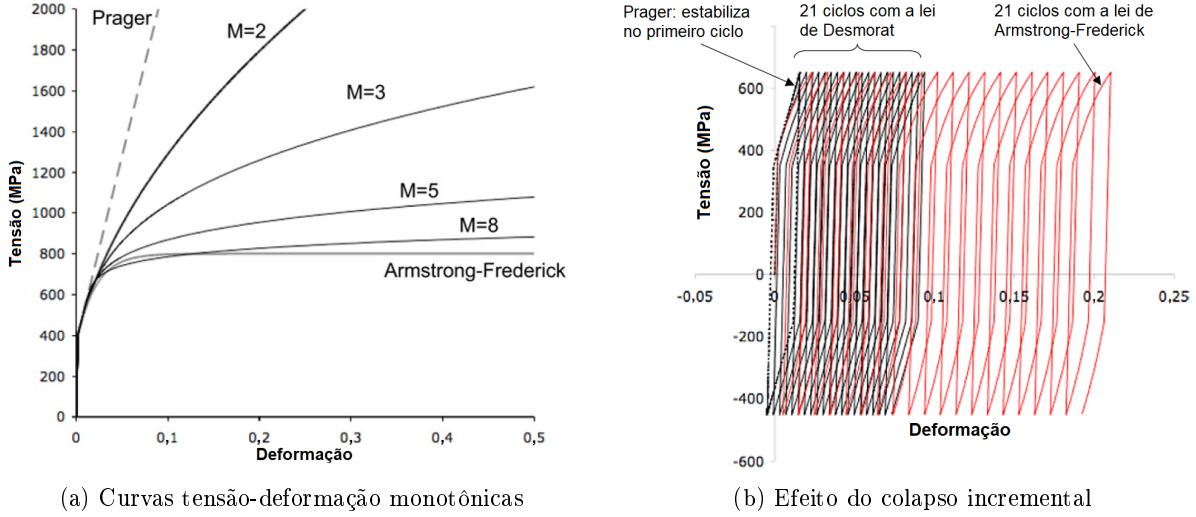 2000
1800
1600
1400
1200
1000
800
600
400
200
0
Tensão (MPa)
Prager
M=2
M=3
M=5
M=8
Armstrong-Frederick
0
0,1
0,2
0,3
0,4
0,5
Deformação
(a) Curvas tensão-deformação monotônicas
Prager: estabiliza
no primeiro ciclo
21 ciclos com a lei
de Desmorat
21 ciclos com a lei de
Armstrong-Frederick
600
400
200
0
-200
-400
-600
Tensão (MPa)
-0,05
0
0,05
0,1
0,15
0,2
0,25
Deformação
(b) Efeito do colapso incremental